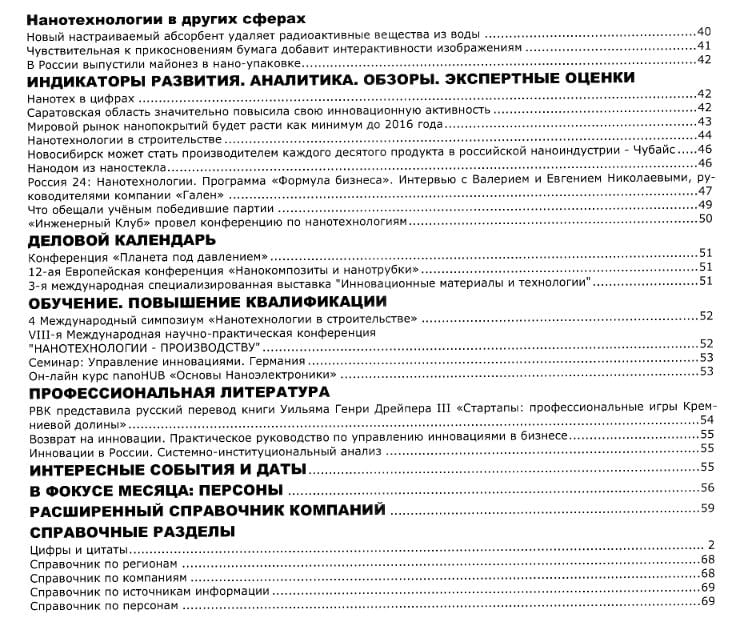 Нанотехнологии в других сферах
Новый настраиваемый абсорбент удаляет радиоактивные вещества из воды ........ 40
Чувствительная к прикосновениям бумага добавит интерактивности изображениям ........ 41
В России выпустили майонез в нано-упаковке ........ 42
ИНДИКАТОРЫ РАЗВИТИЯ. АНАЛИТИКА. ОБЗОРЫ. ЭКСПЕРТНЫЕ ОЦЕНКИ
Нанотех в цифрах ........ 42
Саратовская область значительно повысила свою инновационную активность ........ 42
Мировой рынок нанопокрытий будет расти как минимум до 2016 года ........ 43
Нанотехнологии в строительстве ........ 44
Новосибирск может стать производителем каждого десятого продукта в российской наноиндустрии - Чубайс ..... 46
Нанодом из наностекла ........ 46
Россия 24: Нанотехнологии. Программа «Формула бизнеса». Интервью с Валерием и Евгением Николаевыми, ру-
ководителями компании «Гален» ........ 47
Что обещали учёным победившие партии ........ 49
«Инженерный Клуб» провел конференцию по нанотехнологиям ........ 50
ДЕЛОВОЙ КАЛЕНДАРЬ
Конференция «Планета под давлением» ........ 51
12-ая Европейская конференция «Нанокомпозиты и нанотрубки» ........ 51
3-я международная специализированная выставка "Инновационные материалы и технологии" ........ 51
ОБУЧЕНИЕ. ПОВЫШЕНИЕ КВАЛИФИКАЦИИ
4 Международный симпозиум «Нанотехнологии в строительстве» ........ 52
VIII-я Международная научно-практическая конференция
"НАНОТЕХНОЛОГИИ - ПРОИЗВОДСТВУ" ........ 52
Семинар: Управление инновациями. Германия ........ 53
Он-лайн курс nanoHUB «Основы Наноэлектроники» ........ 53
ПРОФЕССИОНАЛЬНАЯ ЛИТЕРАТУРА
РВК представила русский перевод книги Уильяма Генри Дрейпера III «Стартапы: профессиональные игры Крем-
ниевой долины» ........ 54
Возврат на инновации. Практическое руководство по управлению инновациями в бизнесе ........ 55
Инновации в России. Системно-институциональный анализ ........ 55
ИНТЕРЕСНЫЕ СОБЫТИЯ И ДАТЫ ........ 55
В ФОКУСЕ МЕСЯЦА: ПЕРСОНЫ ........ 56
РАСШИРЕННЫЙ СПРАВОЧНИК КОМПАНИЙ ........ 59
СПРАВОЧНЫЕ РАЗДЕЛЫ
Цифры и цитаты ........ 2
Справочник по регионам ........ 68
Справочник по компаниям ........ 68
Справочник по источникам информации ........ 69
Справочник по персонам ........ 69